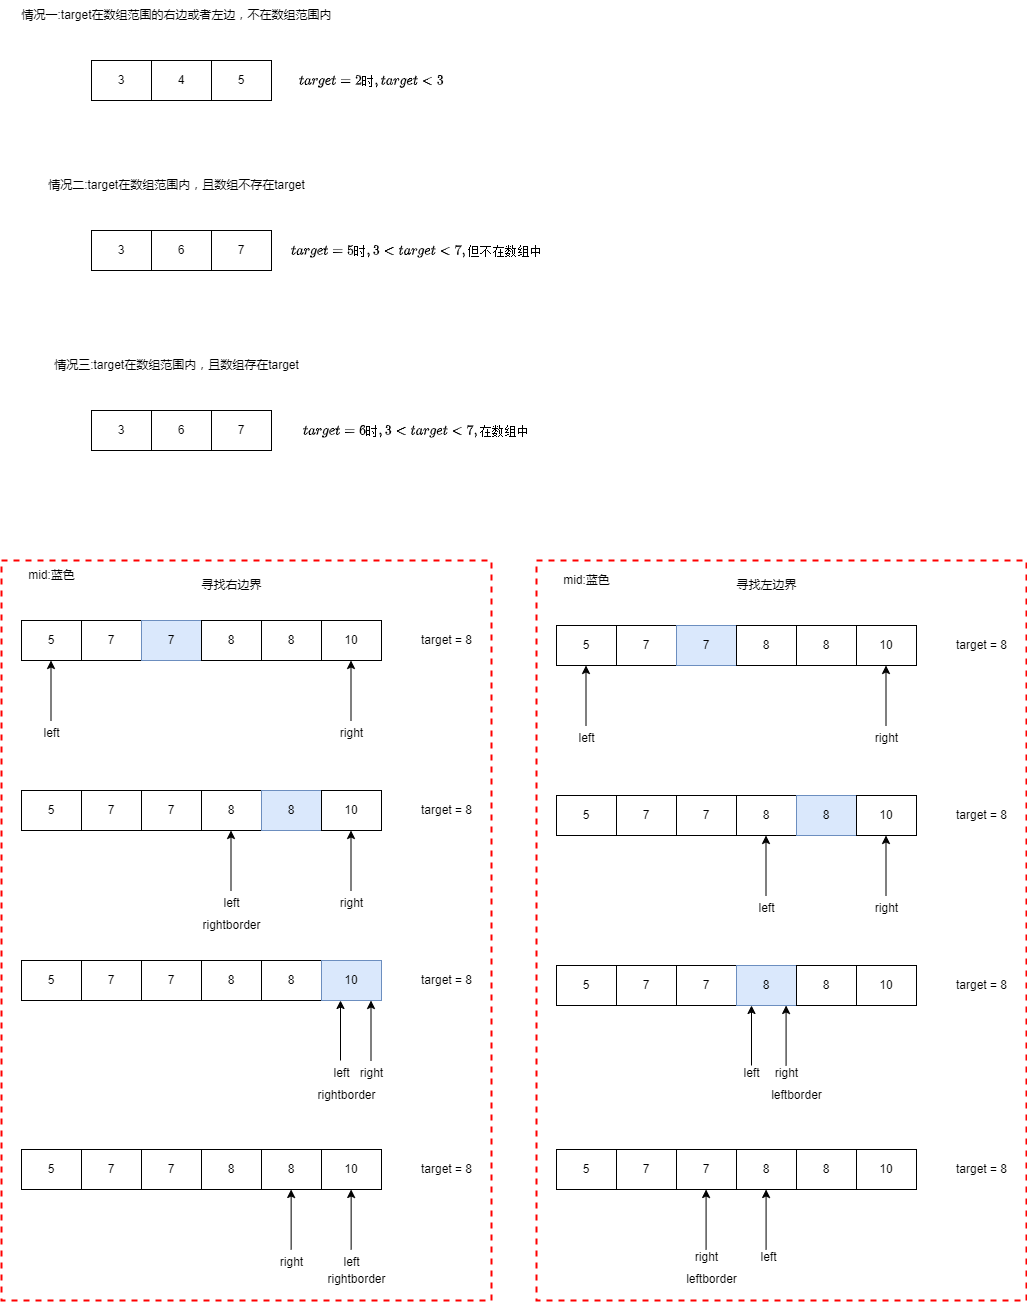 情况一:target在数组范围的右边或者左边，不在数组范围内
3 4 5 target = 2时, target < 3
情况二:target在数组范围内，且数组不存在target
3 6 7 target = 5时, 3 < target < 7, 但不在数组中
情况三:target在数组范围内，且数组存在target
3 6 7 target = 6时, 3 < target < 7, 在数组中
mid:蓝色
寻找右边界
5 7 7 8 8 10 target = 8
left right
5 7 7 8 8 10 target = 8
left right
rightborder
5 7 7 8 8 10 target = 8
left right
rightborder
5 7 7 8 8 10 target = 8
right left
rightborder
mid:蓝色
寻找左边界
5 7 7 8 8 10 target = 8
left right
5 7 7 8 8 10 target = 8
left right
5 7 7 8 8 10 target = 8
left right
leftborder
5 7 7 8 8 10 target = 8
right left
leftborder